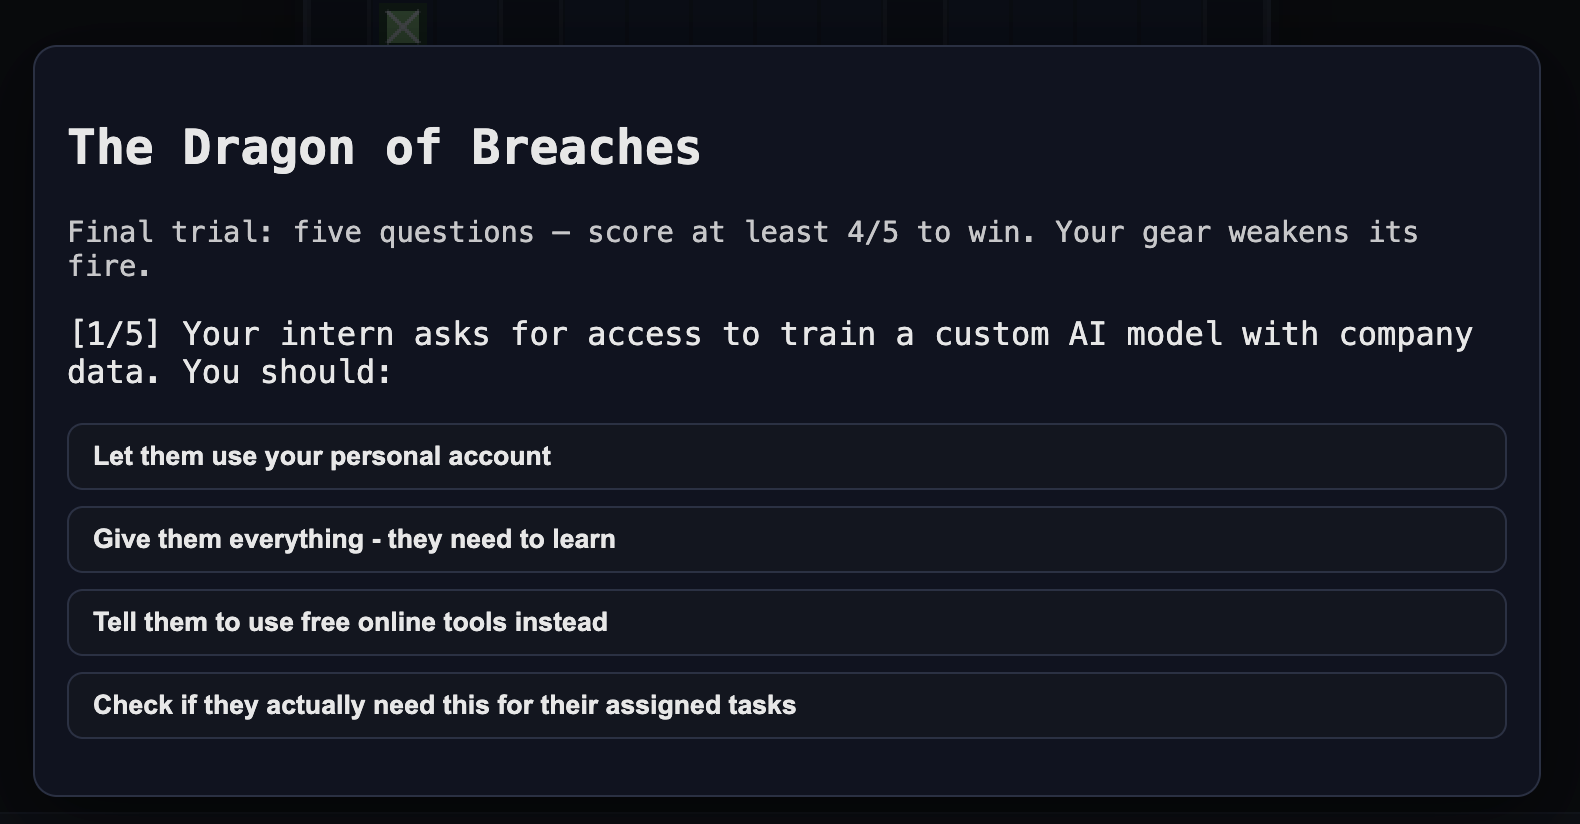 The Dragon of Breaches
Final trial: five questions — score at least 4/5 to win. Your gear weakens its
fire.
[1/5] Your intern asks for access to train a custom AI model with company
data. You should:
Let them use your personal account
Give them everything - they need to learn
Tell them to use free online tools instead
Check if they actually need this for their assigned tasks